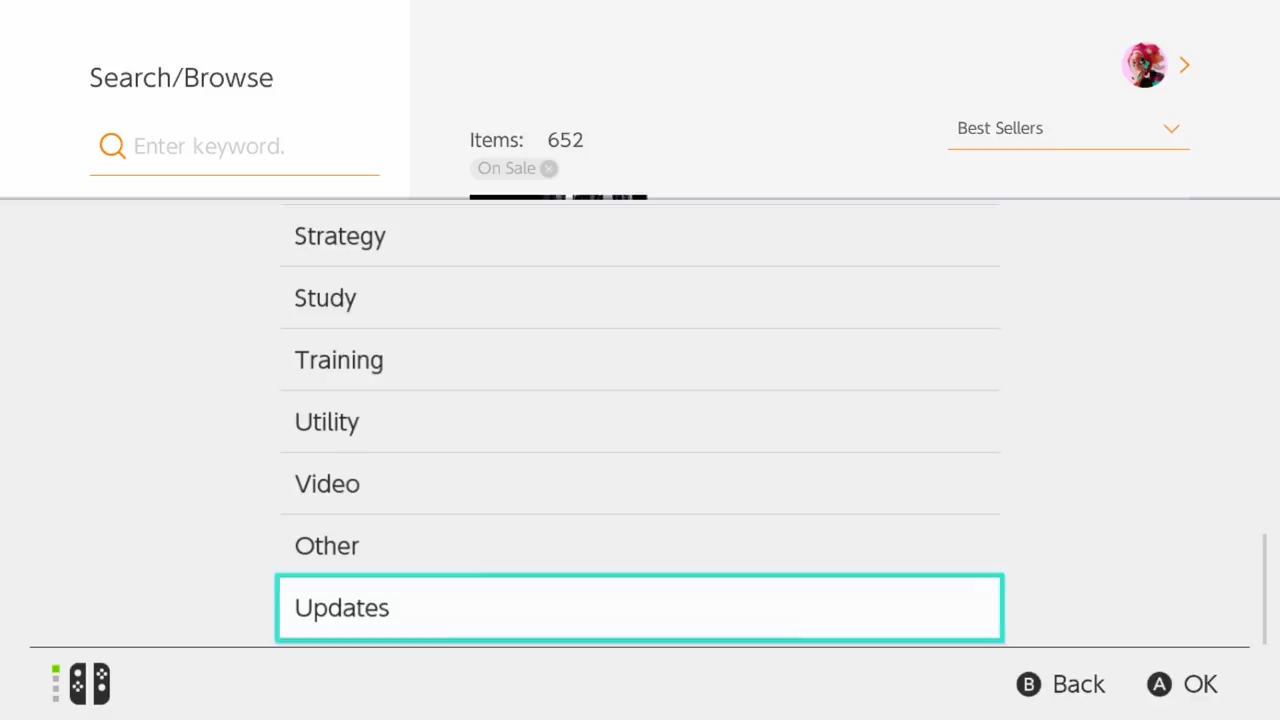 Search/Browse
Enter keyword.
Items: 652
On Sale
Best Sellers
Strategy
Study
Training
Utility
Video
Other
Updates
B Back
A OK